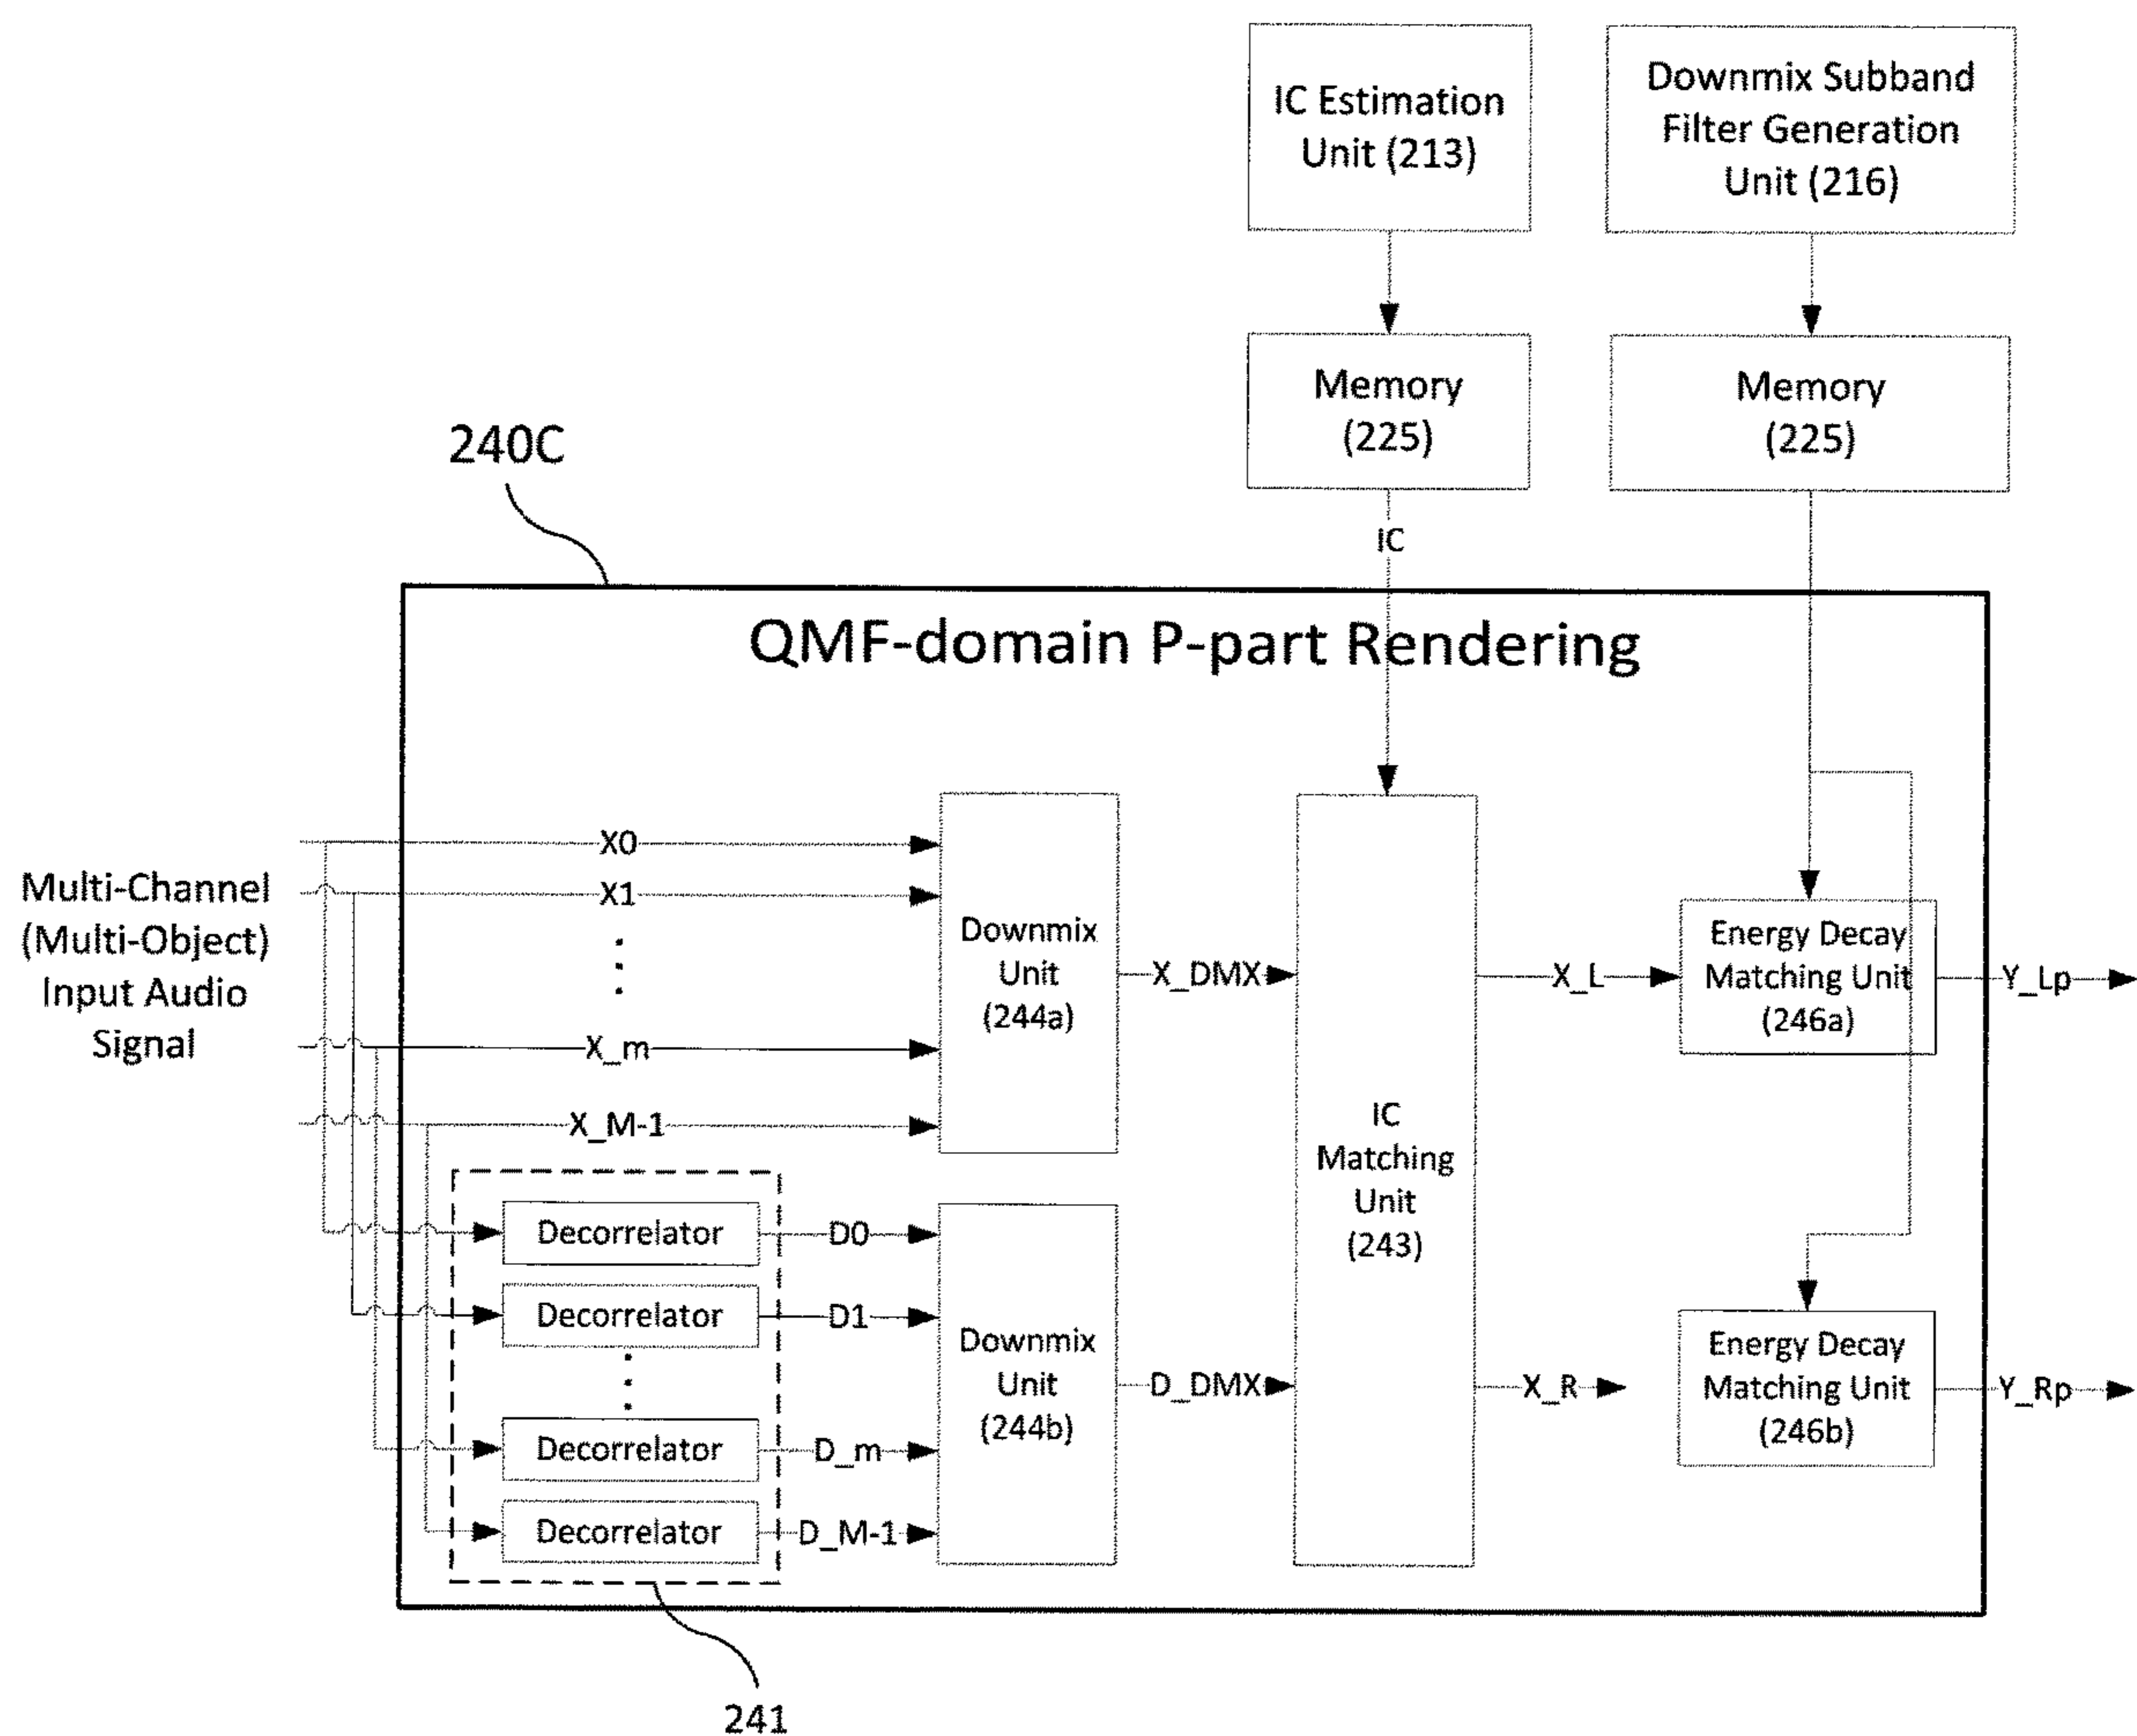 IC Estimation
Unit (213)
Downmix Subband
Filter Generation
Unit (216)
Memory
(225)
Memory
(225)
240C
IC
QMF-domain P-part Rendering
Multi-Channel
(Multi-Object)
Input Audio
Signal
X0
X1
X_m
X_M-1
Downmix
Unit
(244a)
X_DMX
IC
Matching
Unit
(243)
X_L
Energy Decay
Matching Unit
(246a)
Y_Lp
Decorrelator
D0
Decorrelator
D1
Decorrelator
D_m
Decorrelator
D_M-1
Downmix
Unit
(244b)
D_DMX
X_R
Energy Decay
Matching Unit
(246b)
Y_Rp
241